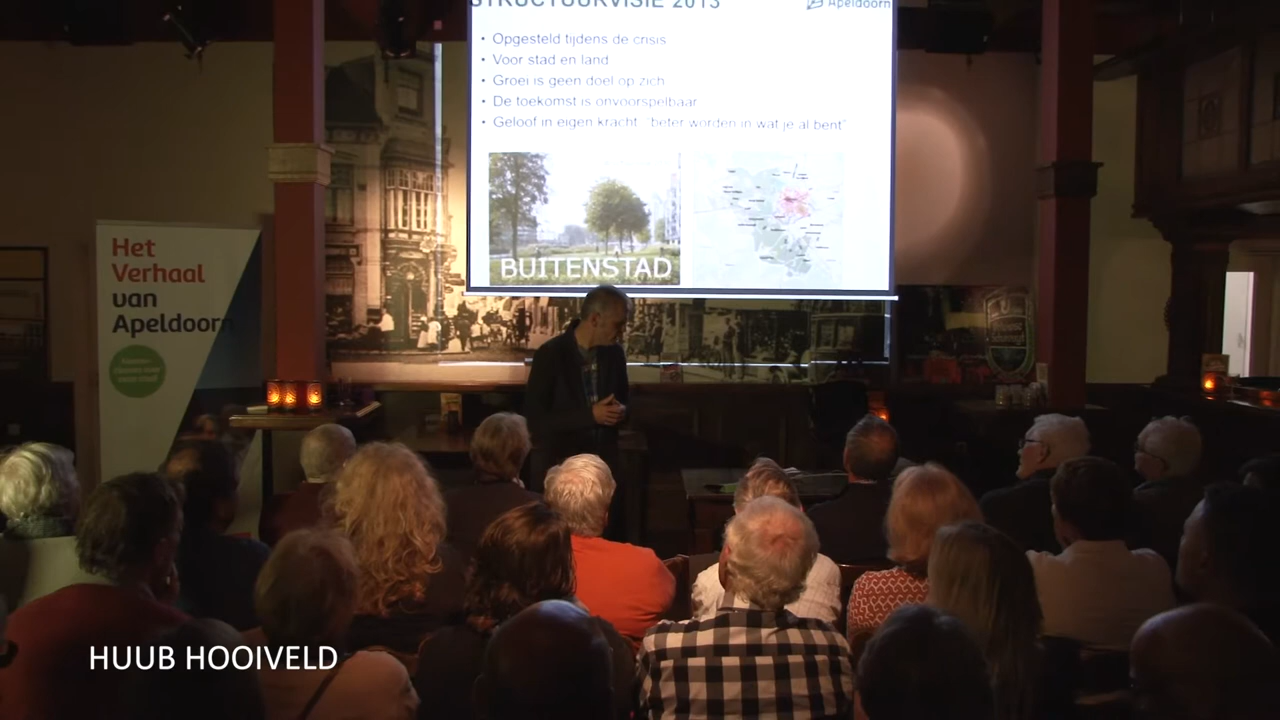 STRUCTUURVISIE 2013
Apeldoorn
• Opgesteld tijdens de crisis
• Voor stad en land
• Groei is geen doel op zich
• De toekomst is onvoorspelbaar
• Geloof in eigen kracht: "beter worden in wat je al bent"
BUITENSTAD
Het
Verhaal
van
Apeldoorn
HUUB HOOIVELD